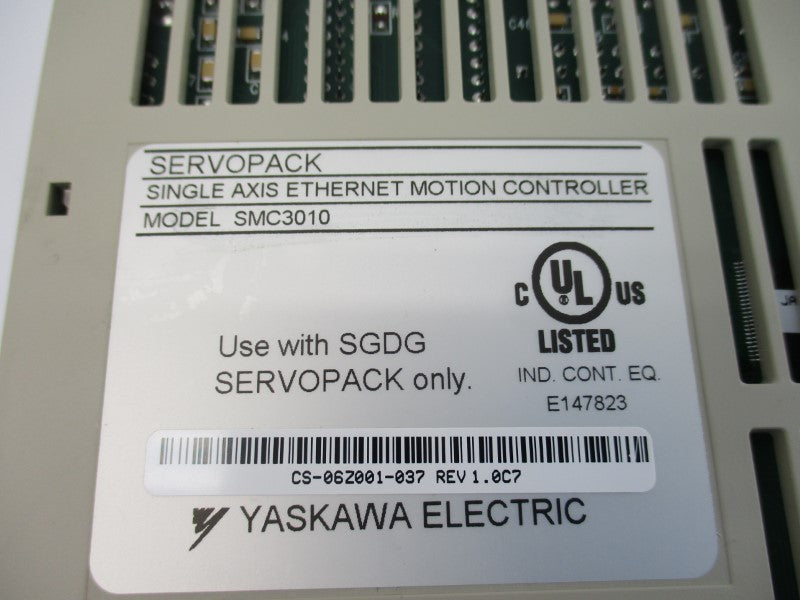 SERVOPACK
SINGLE AXIS ETHERNET MOTION CONTROLLER
MODEL SMC3010
C UL US
®
LISTED
IND. CONT. EQ.
E147823
Use with SGDG
SERVOPACK only.
CS-06Z001-037 REV 1.0C7
YASKAWA ELECTRIC
JA